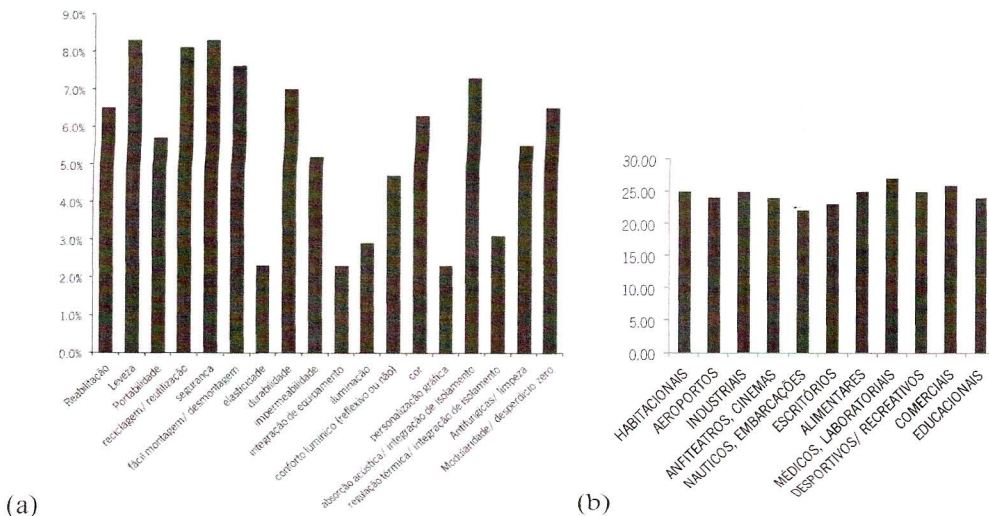 9.0%
8.0%
7.0%
6.0%
5.0%
4.0%
3.0%
2.0%
1.0%
0.0%
Reabilitação
Leveza
Portabilidade
reciclagem/ reutilização
segurança
fácil montagem/ desmontagem
elasticidade
durabilidade
impermeabilidade
integração de equipamento
iluminação
conforto luminico (reflexivo ou não)
cor
personalização gráfica
absorção acústica/ integração de isolamento
regulação térmica/ integração de isolamento
Antifungicas/ limpeza
Modularidade/ desperdicio zero
(a)
30.00
25.00
20.00
15.00
10.00
5.00
0.00
HABITACIONAIS
AEROPORTOS
INDUSTRIAIS
ANFITEATROS, CINEMAS
NAUTICOS, EMBARCAÇÕES
ESCRITÓRIOS
ALIMENTARES
MÉDICOS, LABORATORIAIS
DESPORTIVOS/ RECREATIVOS
COMERCIAIS
EDUCACIONAIS
(b)